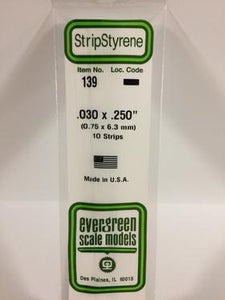 StripStyrene
Item No. Loc. Code
139
.030 x .250"
(0.75 x 6.3 mm)
10 Strips
Made in U.S.A.
evergreen
scale models
Des Plaines, IL 60018